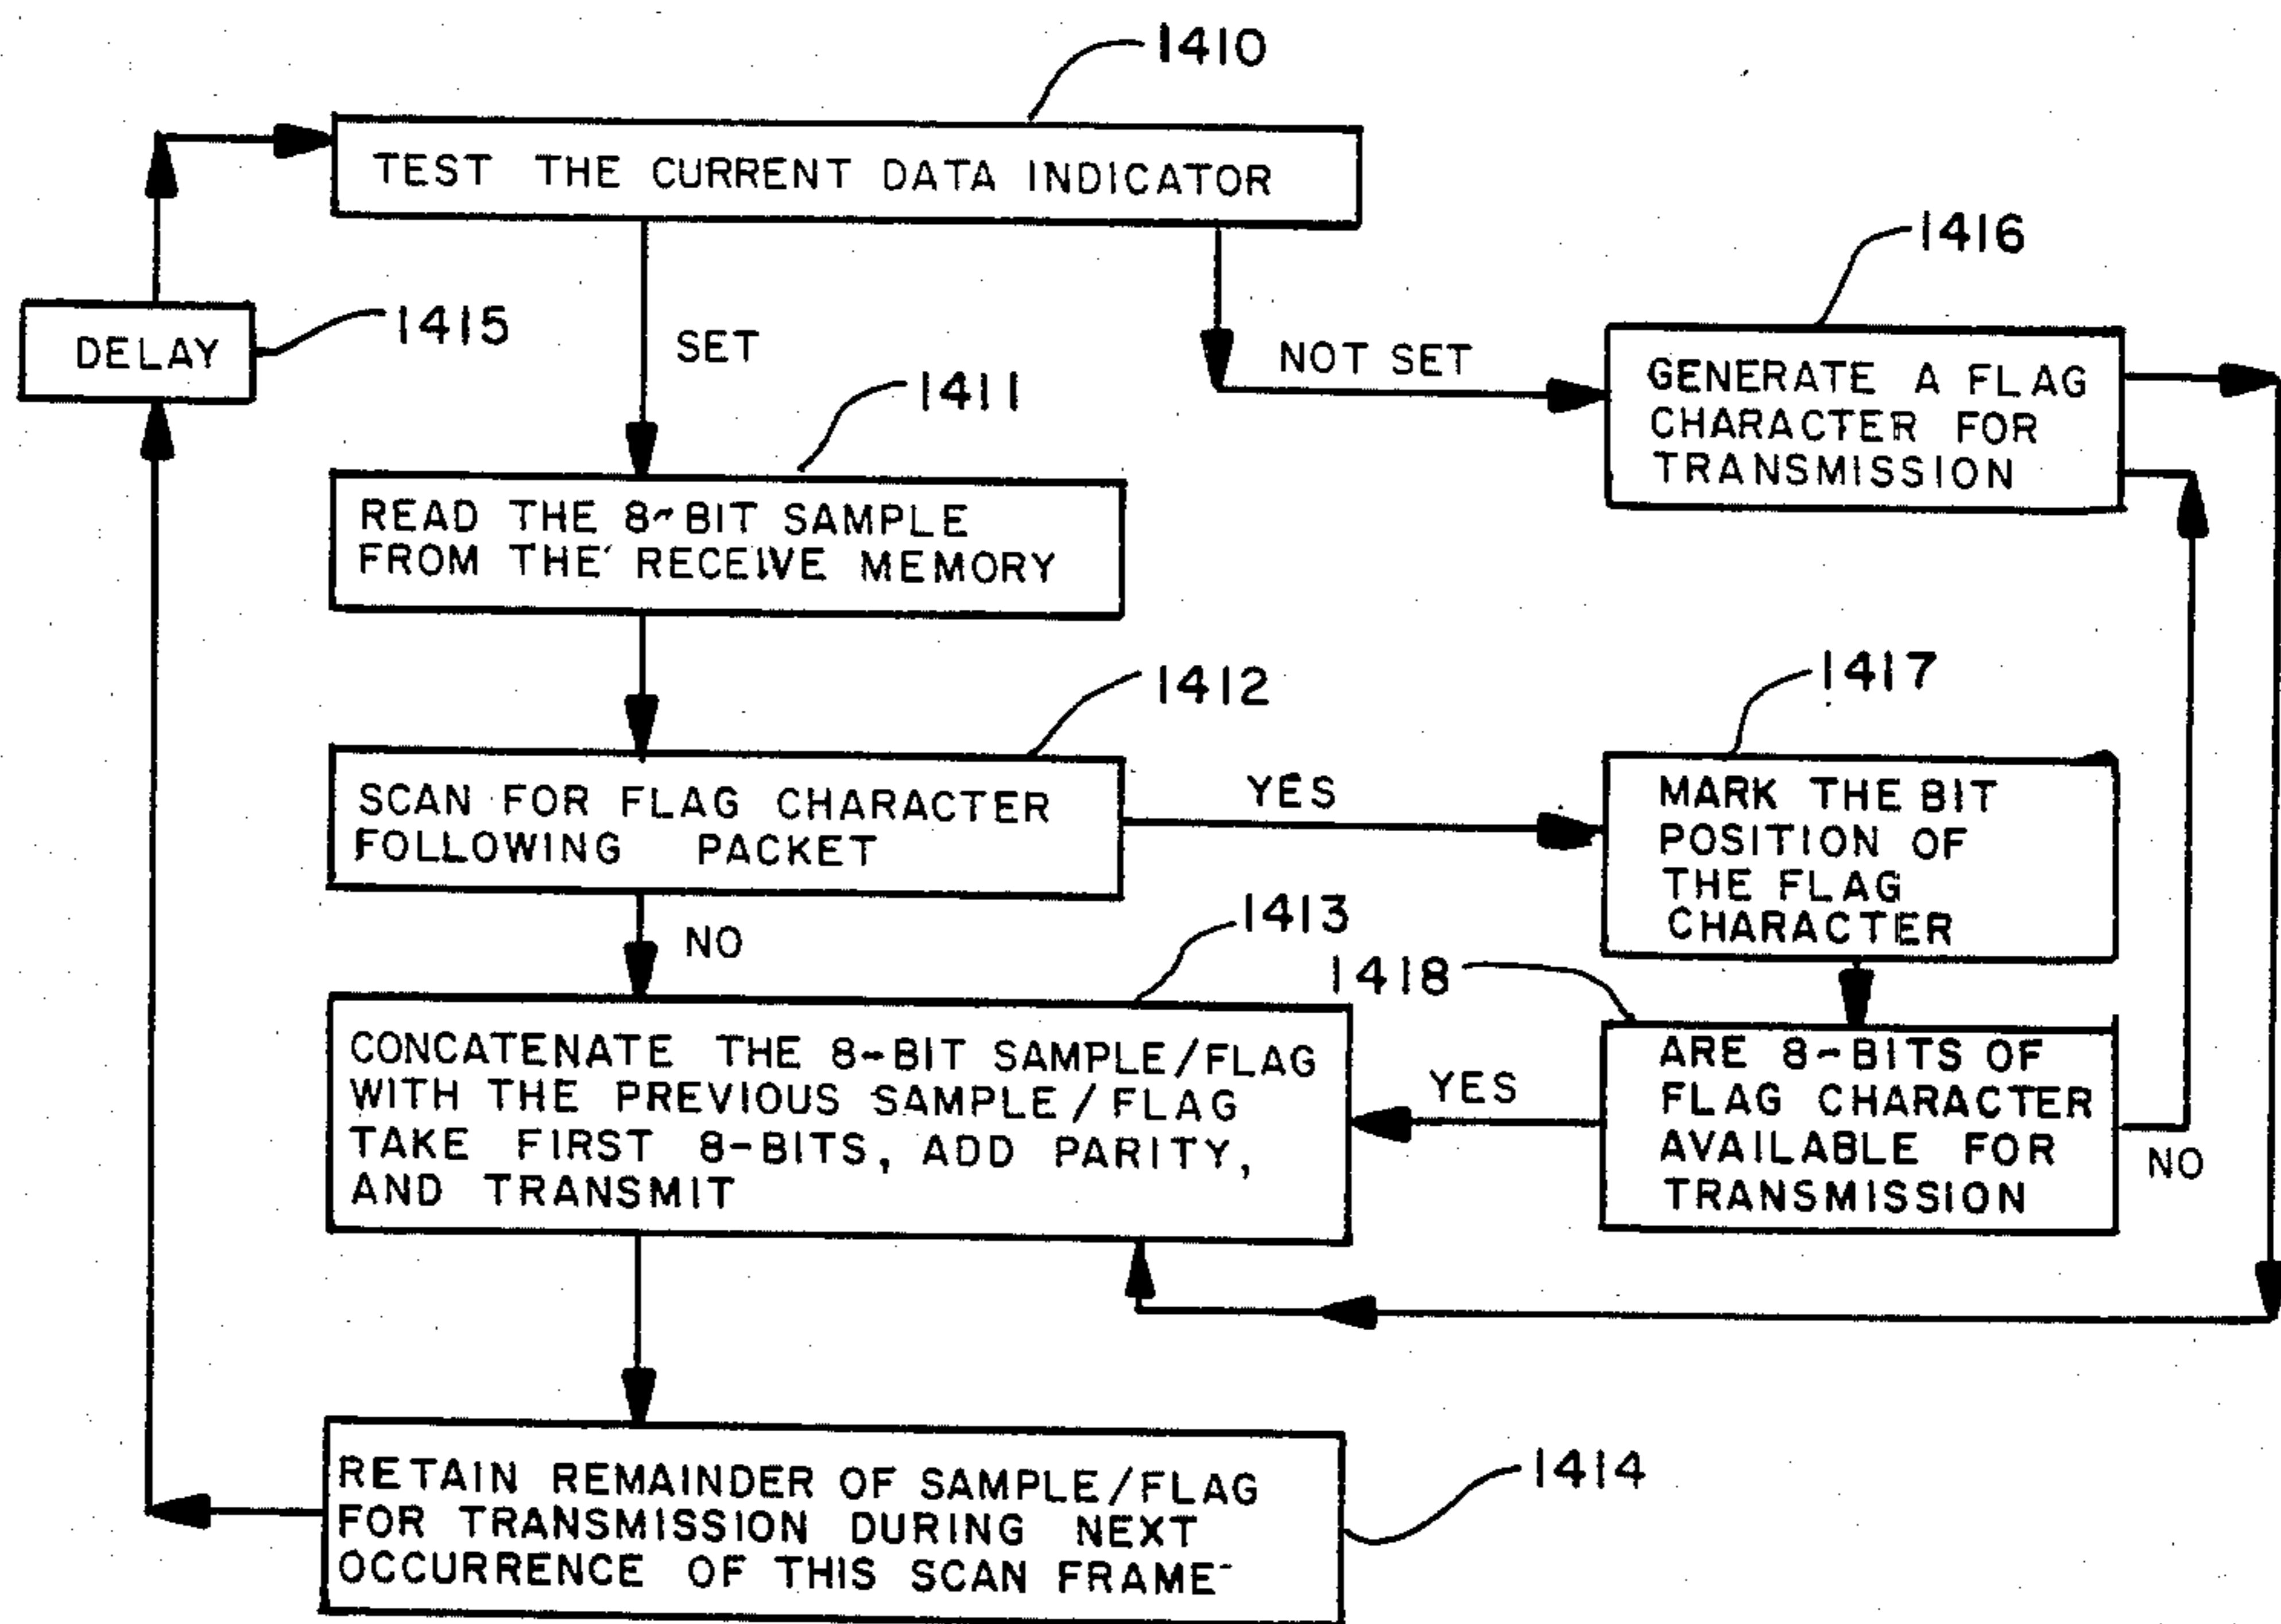 1410
TEST THE CURRENT DATA INDICATOR
1416
1415
DELAY
SET
NOT SET
1411
GENERATE A FLAG
CHARACTER FOR
TRANSMISSION
READ THE 8-BIT SAMPLE
FROM THE RECEIVE MEMORY
1412
1417
SCAN FOR FLAG CHARACTER
FOLLOWING PACKET
YES
MARK THE BIT
POSITION OF
THE FLAG
CHARACTER
NO
1413
1418
CONCATENATE THE 8-BIT SAMPLE/FLAG
WITH THE PREVIOUS SAMPLE/FLAG
TAKE FIRST 8-BITS, ADD PARITY,
AND TRANSMIT
YES
ARE 8-BITS OF
FLAG CHARACTER
AVAILABLE FOR
TRANSMISSION
NO
RETAIN REMAINDER OF SAMPLE/FLAG
FOR TRANSMISSION DURING NEXT
OCCURRENCE OF THIS SCAN FRAME
1414